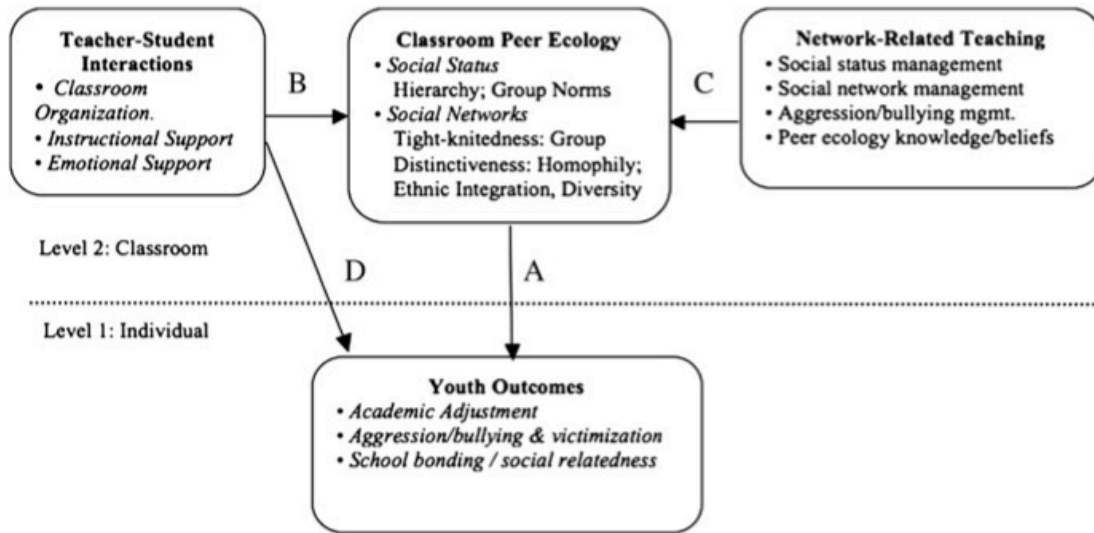 Teacher-Student
Interactions
• Classroom
Organization.
• Instructional Support
• Emotional Support
B
Classroom Peer Ecology
• Social Status
Hierarchy; Group Norms
• Social Networks
Tight-knitedness: Group
Distinctiveness: Homophily;
Ethnic Integration, Diversity
C
Network-Related Teaching
• Social status management
• Social network management
• Aggression/bullying mgmt.
• Peer ecology knowledge/beliefs
Level 2: Classroom
D
A
Level 1: Individual
Youth Outcomes
• Academic Adjustment
• Aggression/bullying & victimization
• School bonding / social relatedness